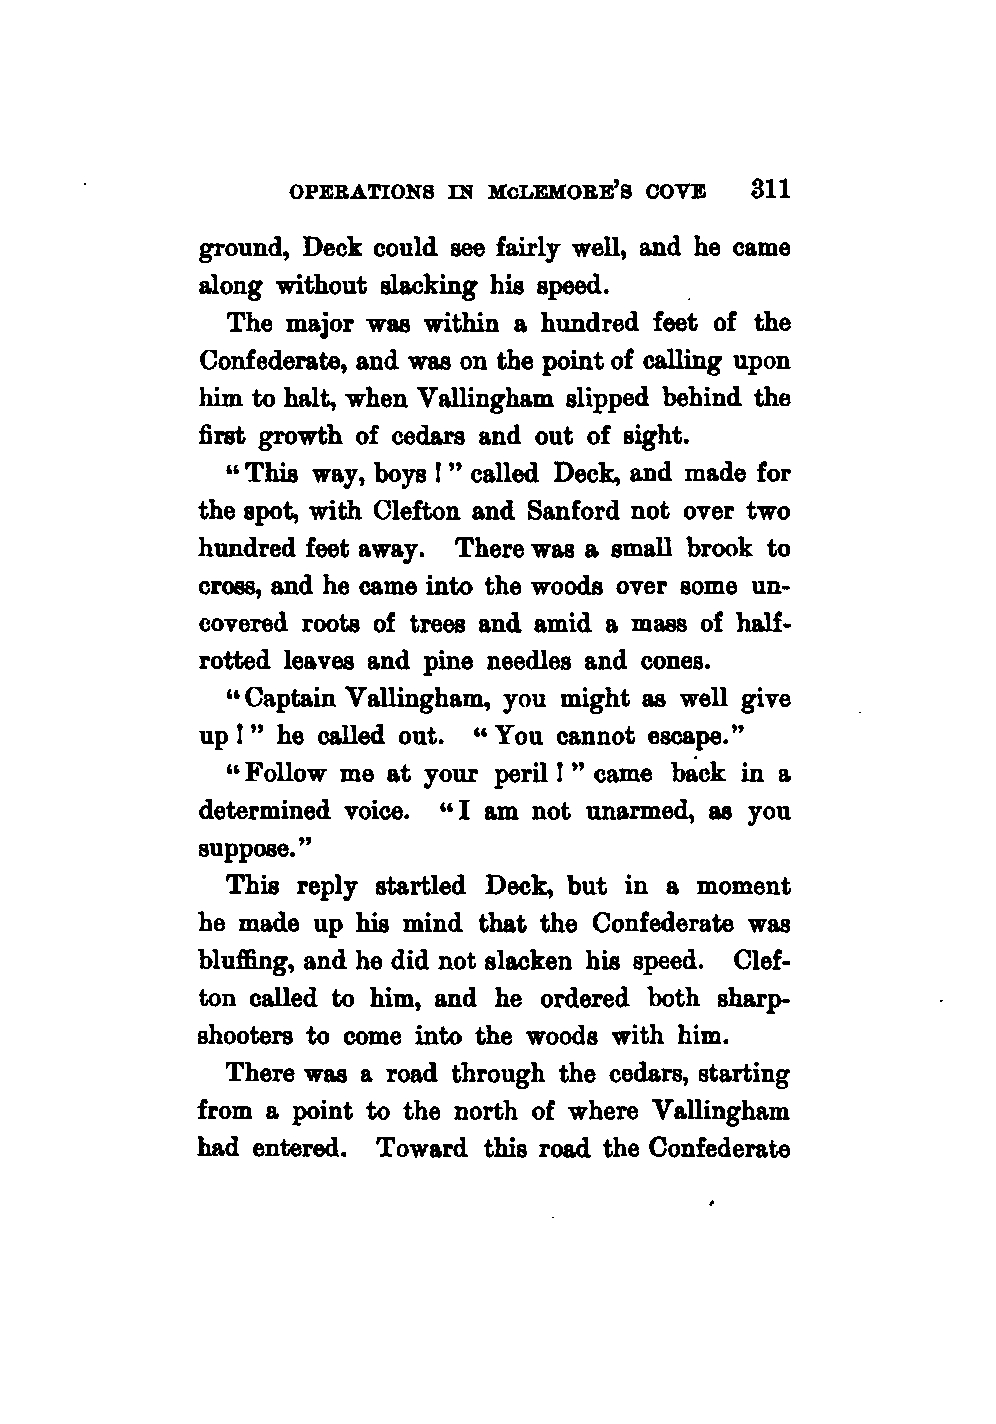 OPERATIONS IN McLEMORE'S COVE 311
ground, Deck could see fairly well, and he came
along without slacking his speed.
The major was within a hundred feet of the
Confederate, and was on the point of calling upon
him to halt, when Vallingham slipped behind the
first growth of cedars and out of sight.
"This way, boys!" called Deck, and made for
the spot, with Clefton and Sanford not over two
hundred feet away. There was a small brook to
cross, and he came into the woods over some un-
covered roots of trees and amid a mass of half-
rotted leaves and pine needles and cones.
"Captain Vallingham, you might as well give
up!" he called out. "You cannot escape."
"Follow me at your peril!" came back in a
determined voice. "I am not unarmed, as you
suppose."
This reply startled Deck, but in a moment
he made up his mind that the Confederate was
bluffing, and he did not slacken his speed. Clef-
ton called to him, and he ordered both sharp-
shooters to come into the woods with him.
There was a road through the cedars, starting
from a point to the north of where Vallingham
had entered. Toward this road the Confederate